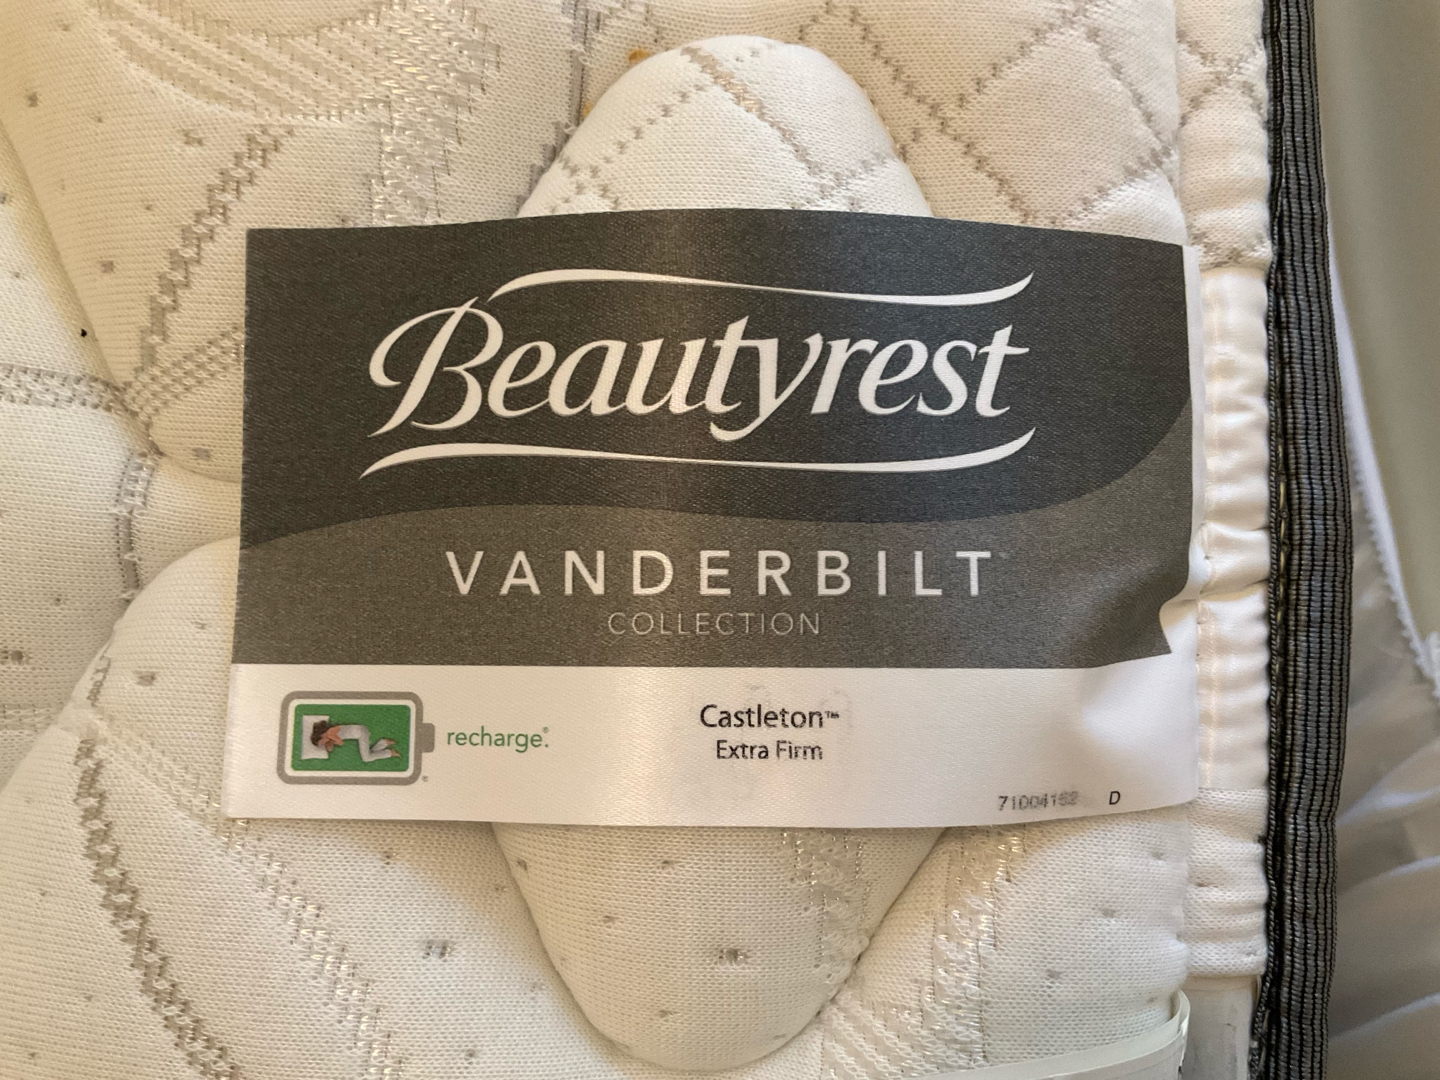 Beautyrest
VANDERBILT
COLLECTION
recharge®
Castleton™
Extra Firm
D